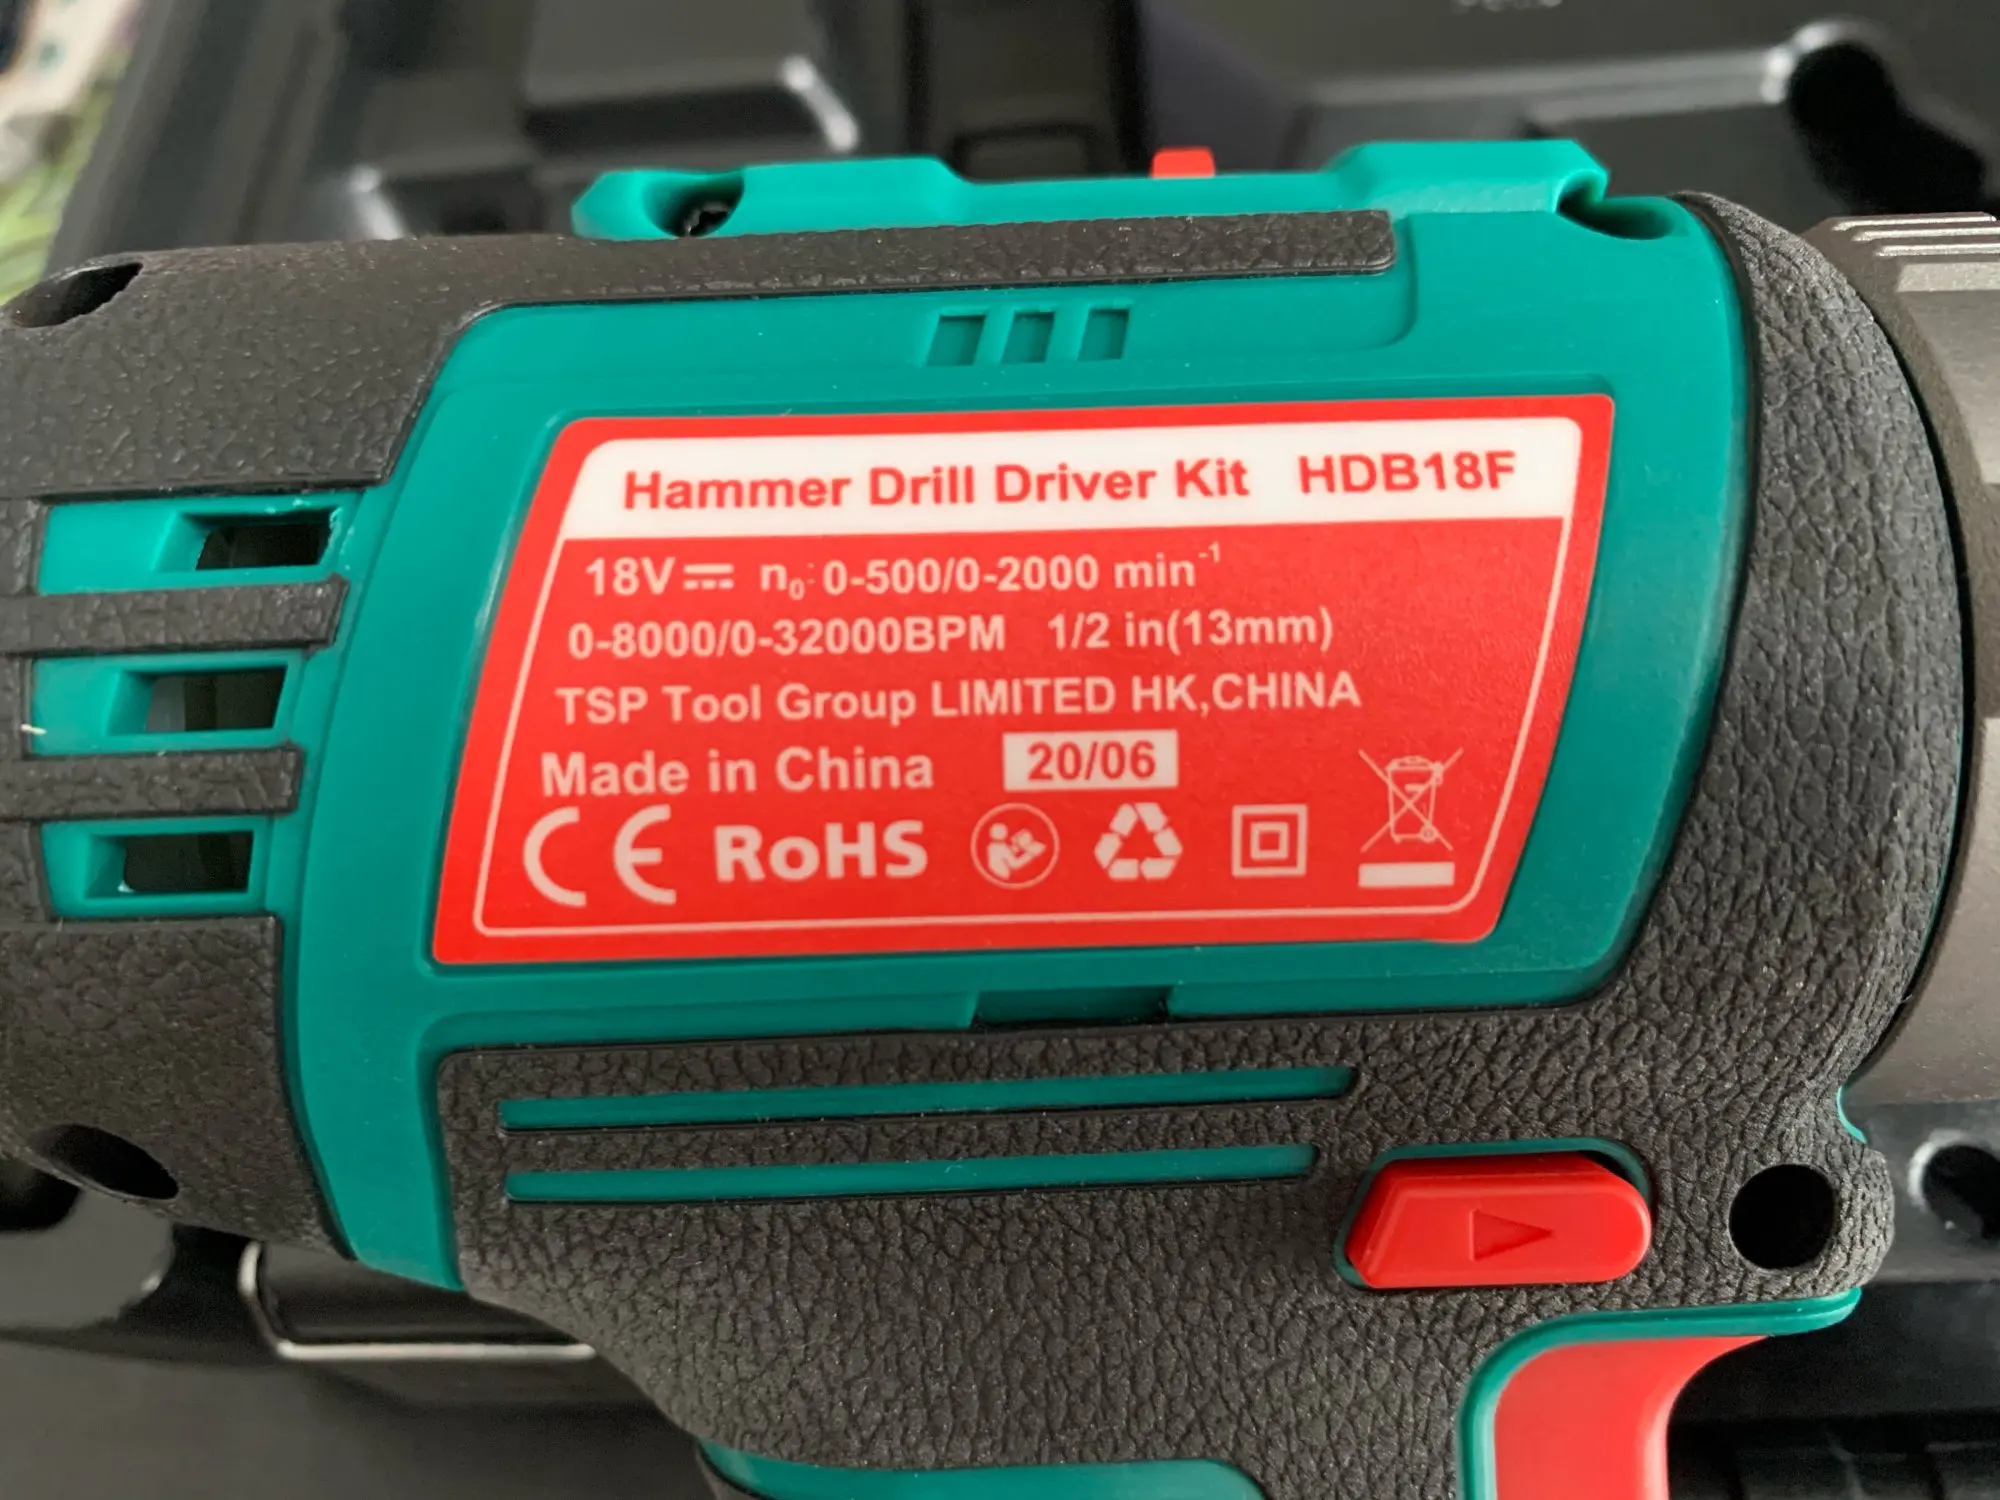 Hammer Drill Driver Kit HDB18F
18V⎓ n₀: 0-500/0-2000 min⁻¹
0-8000/0-32000BPM 1/2 in(13mm)
TSP Tool Group LIMITED HK,CHINA
Made in China 20/06
CE RoHS